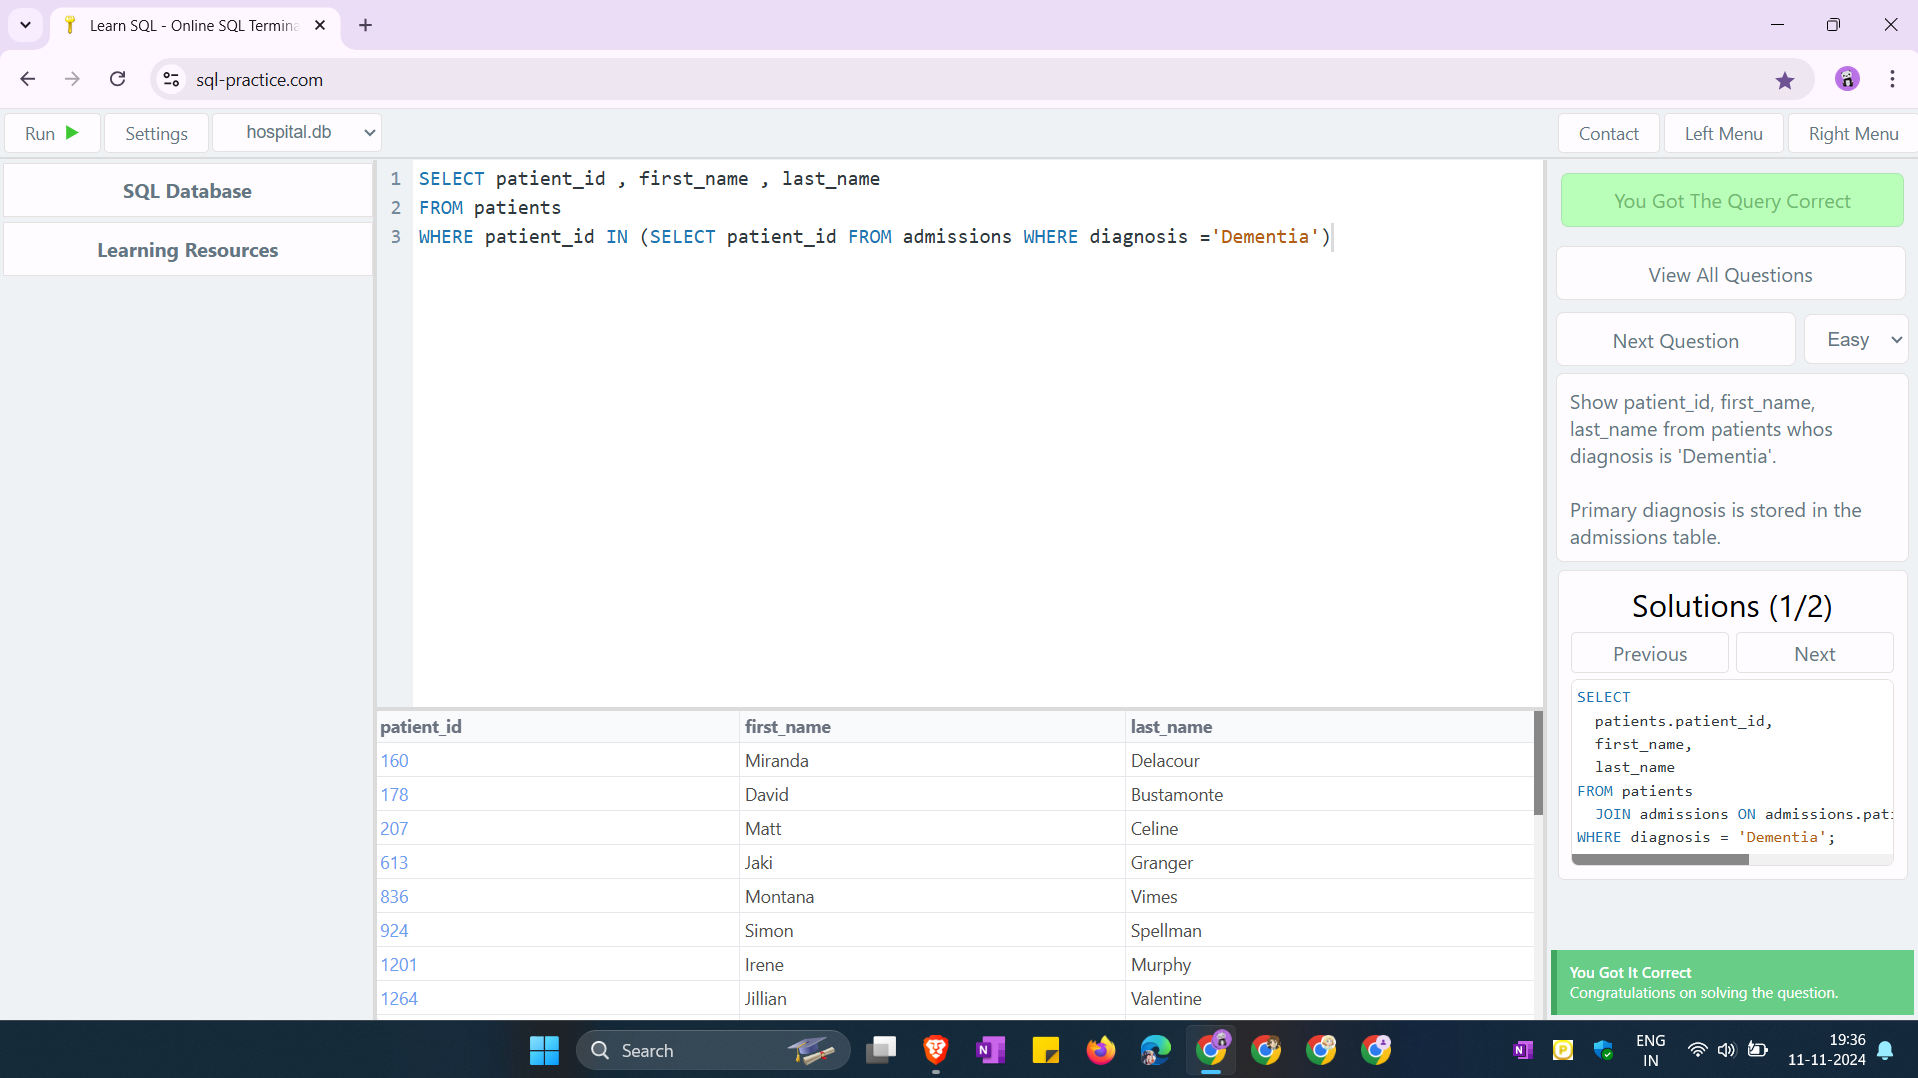 Learn SQL - Online SQL Termina
sql-practice.com
Run
Settings
hospital.db
Contact
Left Menu
Right Menu
SQL Database
Learning Resources
1 SELECT patient_id , first_name , last_name
2 FROM patients
3 WHERE patient_id IN (SELECT patient_id FROM admissions WHERE diagnosis ='Dementia')
You Got The Query Correct
View All Questions
Next Question
Easy
Show patient_id, first_name,
last_name from patients whos
diagnosis is 'Dementia'.
Primary diagnosis is stored in the
admissions table.
Solutions (1/2)
Previous
Next
SELECT
patients.patient_id,
first_name,
last_name
FROM patients
JOIN admissions ON admissions.pati
WHERE diagnosis = 'Dementia';
patient_id first_name last_name
160 Miranda Delacour
178 David Bustamonte
207 Matt Celine
613 Jaki Granger
836 Montana Vimes
924 Simon Spellman
1201 Irene Murphy
1264 Jillian Valentine
You Got It Correct
Congratulations on solving the question.
Search
ENG
IN
19:36
11-11-2024